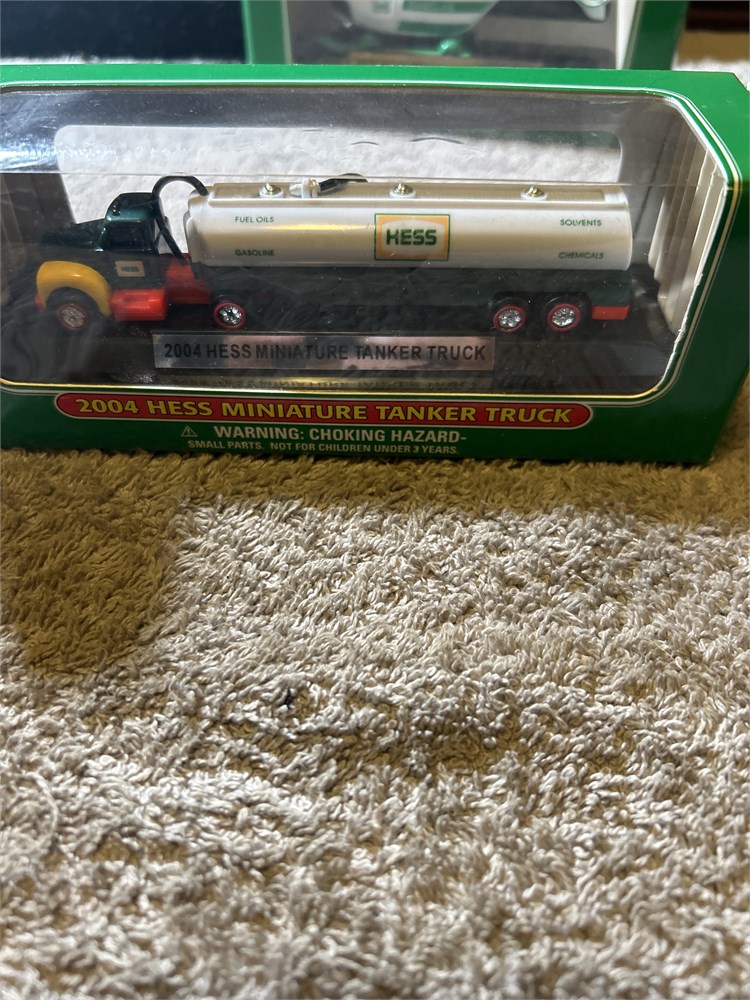 FUEL OILS
HESS
SOLVENTS
GASOLINE
CHEMICALS
HESS
2004 HESS MINIATURE TANKER TRUCK
2004 HESS MINIATURE TANKER TRUCK
⚠ WARNING: CHOKING HAZARD-
SMALL PARTS. NOT FOR CHILDREN UNDER 3 YEARS.